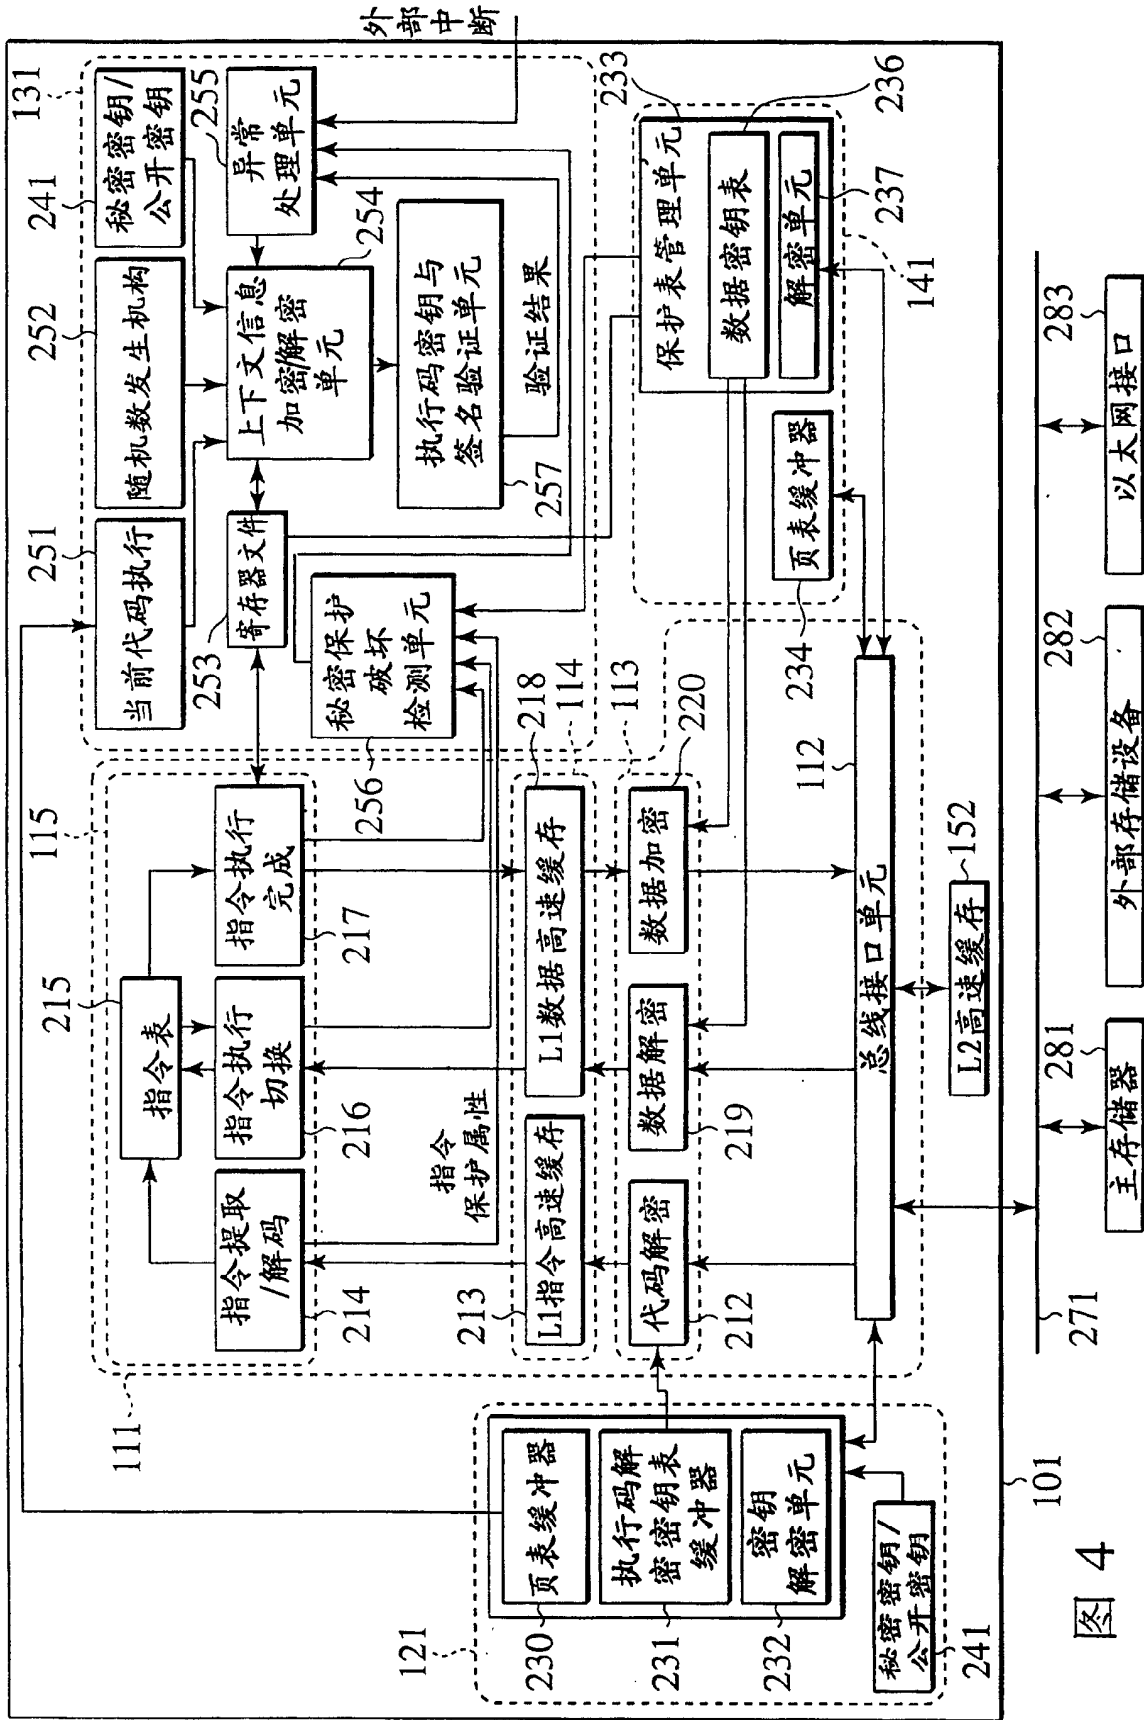 外部中断
131
241
秘密密钥/
公开密钥
255
异常
处理单元
252
随机数发生机构
254
上下文信息
加密/解密
单元
执行码密钥与
签名验证单元
257
验证结果
251
当前代码执行
253
寄存器文件
秘密保护
破坏
检测单元
256
233
保护表管理单元
236
数据密钥表
237
解密单元
141
页表缓冲器
234
115
215
指令表
指令执行
完成
217
指令执行
切换
216
指令提取
/解码
214
指令
保护属性
111
114
218
L1数据高速缓存
213
L1指令高速缓存
113
220
数据加密
数据解密
219
代码解密
212
112
总线接口单元
152
L2高速缓存
121
页表缓冲器
230
执行码解
密密钥表
缓冲器
231
密钥
解密单元
232
秘密密钥/
公开密钥
241
101
271
283
以太网接口
282
外部存储设备
281
主存储器
图 4